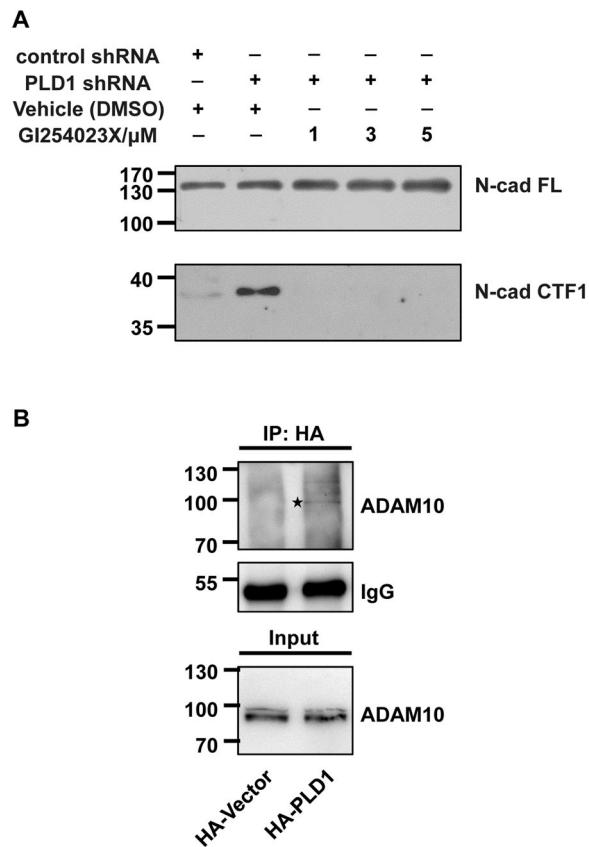 A
control shRNA + – – – –
PLD1 shRNA – + + + +
Vehicle (DMSO) + + – – –
GI254023X/µM – – 1 3 5
170
130
100
N-cad FL
40
35
N-cad CTF1
B
IP: HA
130
100
70
★
ADAM10
55
IgG
Input
130
100
70
ADAM10
HA-Vector
HA-PLD1